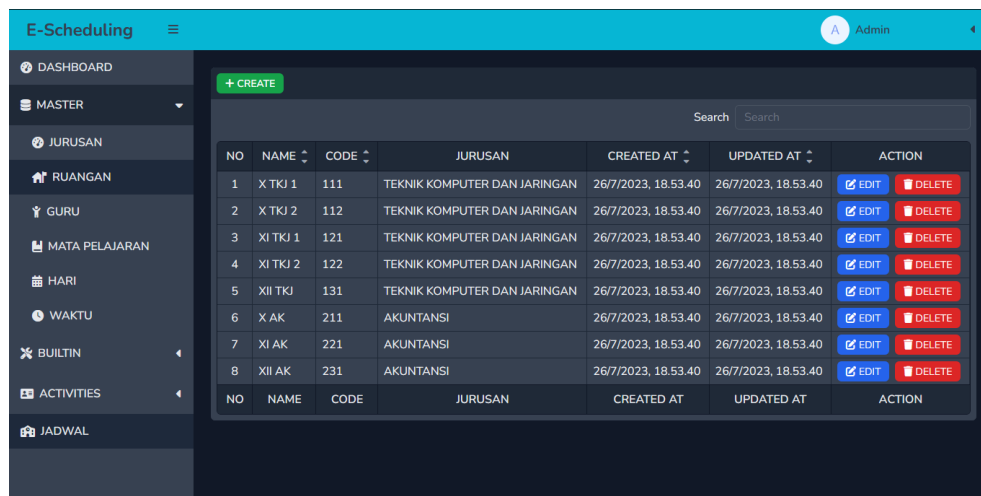 E-Scheduling
A Admin
DASHBOARD
MASTER
JURUSAN
RUANGAN
GURU
MATA PELAJARAN
HARI
WAKTU
BUILTIN
ACTIVITIES
JADWAL
+ CREATE
Search Search
NO NAME CODE JURUSAN CREATED AT UPDATED AT ACTION
1 X TKJ 1 111 TEKNIK KOMPUTER DAN JARINGAN 26/7/2023, 18.53.40 26/7/2023, 18.53.40 EDIT DELETE
2 X TKJ 2 112 TEKNIK KOMPUTER DAN JARINGAN 26/7/2023, 18.53.40 26/7/2023, 18.53.40 EDIT DELETE
3 XI TKJ 1 121 TEKNIK KOMPUTER DAN JARINGAN 26/7/2023, 18.53.40 26/7/2023, 18.53.40 EDIT DELETE
4 XI TKJ 2 122 TEKNIK KOMPUTER DAN JARINGAN 26/7/2023, 18.53.40 26/7/2023, 18.53.40 EDIT DELETE
5 XII TKJ 131 TEKNIK KOMPUTER DAN JARINGAN 26/7/2023, 18.53.40 26/7/2023, 18.53.40 EDIT DELETE
6 X AK 211 AKUNTANSI 26/7/2023, 18.53.40 26/7/2023, 18.53.40 EDIT DELETE
7 XI AK 221 AKUNTANSI 26/7/2023, 18.53.40 26/7/2023, 18.53.40 EDIT DELETE
8 XII AK 231 AKUNTANSI 26/7/2023, 18.53.40 26/7/2023, 18.53.40 EDIT DELETE
NO NAME CODE JURUSAN CREATED AT UPDATED AT ACTION